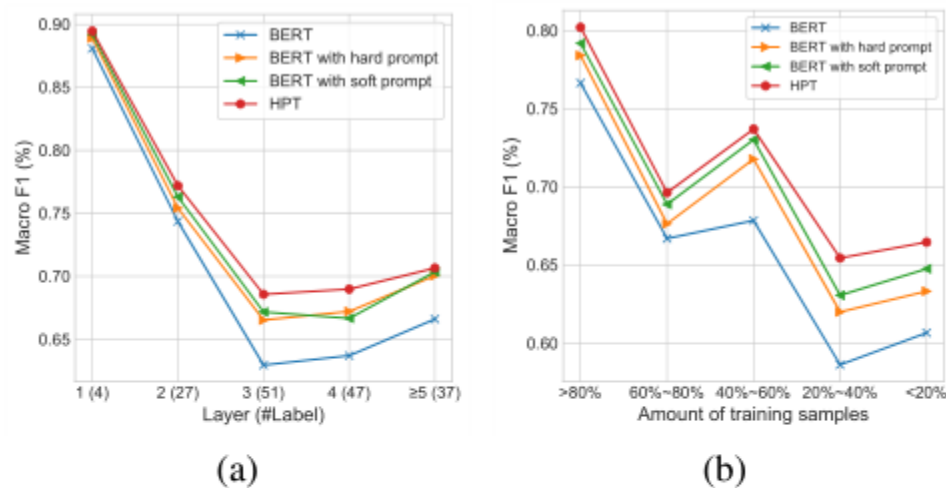 0.90
0.85
0.80
0.75
0.70
0.65
Macro F1 (%)
BERT
BERT with hard prompt
BERT with soft prompt
HPT
1 (4) 2 (27) 3 (51) 4 (47) ≥5 (37)
Layer (#Label)
(a)
0.80
0.75
0.70
0.65
0.60
Macro F1 (%)
BERT
BERT with hard prompt
BERT with soft prompt
HPT
>80% 60%~80% 40%~60% 20%~40% <20%
Amount of training samples
(b)